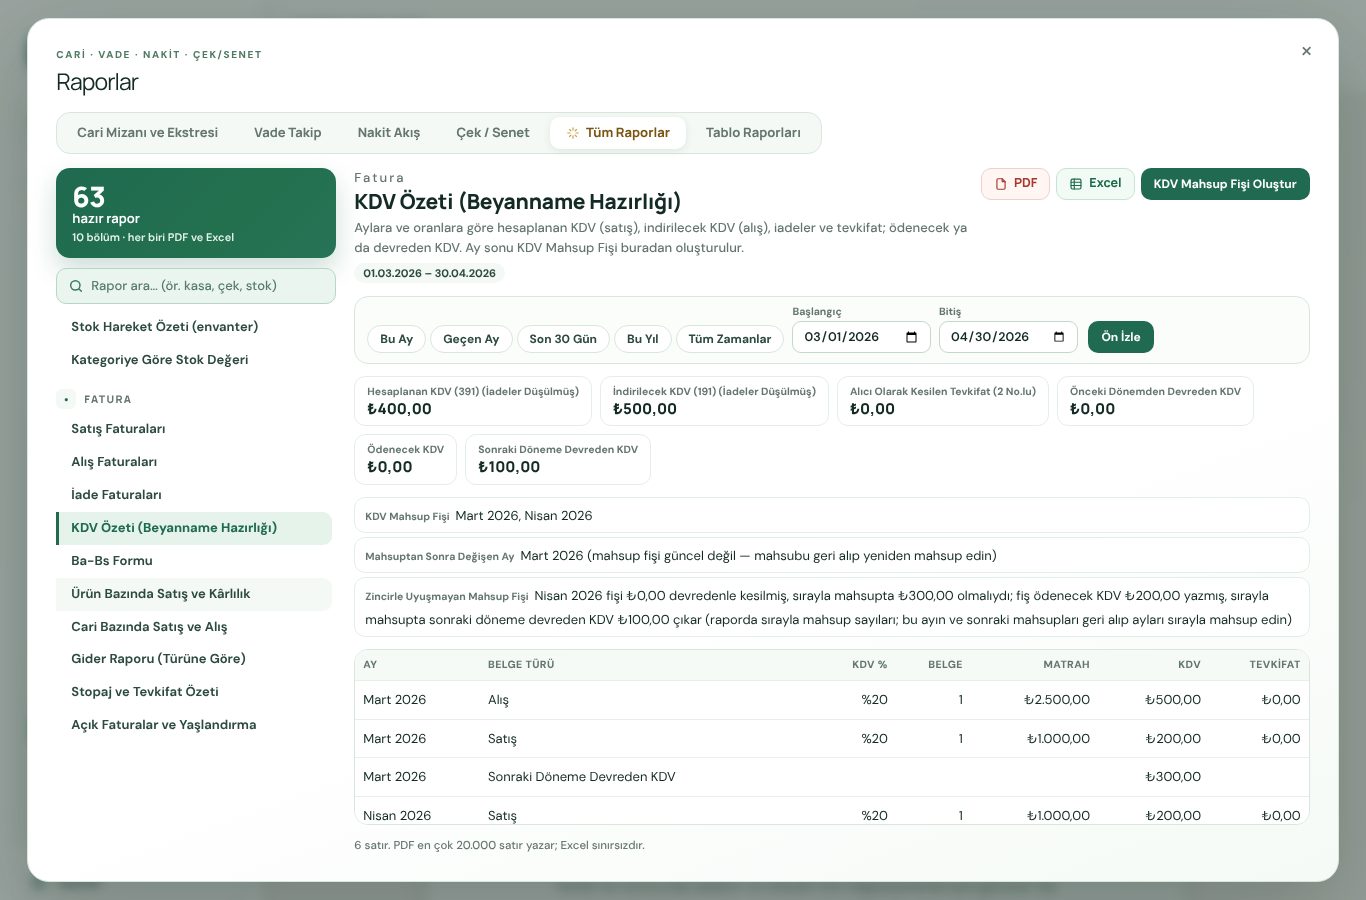 CARİ · VADE · NAKİT · ÇEK/SENET
Raporlar
×
Cari Mizanı ve Ekstresi
Vade Takip
Nakit Akış
Çek / Senet
Tüm Raporlar
Tablo Raporları
63
hazır rapor
10 bölüm · her biri PDF ve Excel
Rapor ara... (ör. kasa, çek, stok)
Stok Hareket Özeti (envanter)
Kategoriye Göre Stok Değeri
FATURA
Satış Faturaları
Alış Faturaları
İade Faturaları
KDV Özeti (Beyanname Hazırlığı)
Ba-Bs Formu
Ürün Bazında Satış ve Kârlılık
Cari Bazında Satış ve Alış
Gider Raporu (Türüne Göre)
Stopaj ve Tevkifat Özeti
Açık Faturalar ve Yaşlandırma
Fatura
KDV Özeti (Beyanname Hazırlığı)
Aylara ve oranlara göre hesaplanan KDV (satış), indirilecek KDV (alış), iadeler ve tevkifat; ödenecek ya
da devreden KDV. Ay sonu KDV Mahsup Fişi buradan oluşturulur.
01.03.2026 – 30.04.2026
PDF
Excel
KDV Mahsup Fişi Oluştur
Bu Ay
Geçen Ay
Son 30 Gün
Bu Yıl
Tüm Zamanlar
Başlangıç
03/01/2026
Bitiş
04/30/2026
Ön İzle
Hesaplanan KDV (391) (İadeler Düşülmüş)
₺400,00
İndirilecek KDV (191) (İadeler Düşülmüş)
₺500,00
Alıcı Olarak Kesilen Tevkifat (2 No.lu)
₺0,00
Önceki Dönemden Devreden KDV
₺0,00
Ödenecek KDV
₺0,00
Sonraki Döneme Devreden KDV
₺100,00
KDV Mahsup Fişi Mart 2026, Nisan 2026
Mahsuptan Sonra Değişen Ay Mart 2026 (mahsup fişi güncel değil — mahsubu geri alıp yeniden mahsup edin)
Zincirle Uyuşmayan Mahsup Fişi Nisan 2026 fişi ₺0,00 devredenle kesilmiş, sırayla mahsupta ₺300,00 olmalıydı; fiş ödenecek KDV ₺200,00 yazmış, sırayla
mahsupta sonraki döneme devreden KDV ₺100,00 çıkar (raporda sırayla mahsup sayıları; bu ayın ve sonraki mahsupları geri alıp ayları sırayla mahsup edin)
AY BELGE TÜRÜ KDV % BELGE MATRAH KDV TEVKİFAT
Mart 2026 Alış %20 1 ₺2.500,00 ₺500,00 ₺0,00
Mart 2026 Satış %20 1 ₺1.000,00 ₺200,00 ₺0,00
Mart 2026 Sonraki Döneme Devreden KDV ₺300,00
Nisan 2026 Satış %20 1 ₺1.000,00 ₺200,00 ₺0,00
6 satır. PDF en çok 20.000 satır yazar; Excel sınırsızdır.